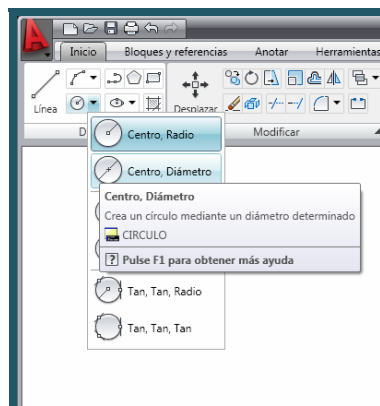 Inicio
Bloques y referencias
Anotar
Herramientas
Línea
Desplazar
D
Modificar
Centro, Radio
Centro, Diámetro
Centro, Diámetro
Crea un círculo mediante un diámetro determinado
CIRCULO
Pulse F1 para obtener más ayuda
Tan, Tan, Radio
Tan, Tan, Tan